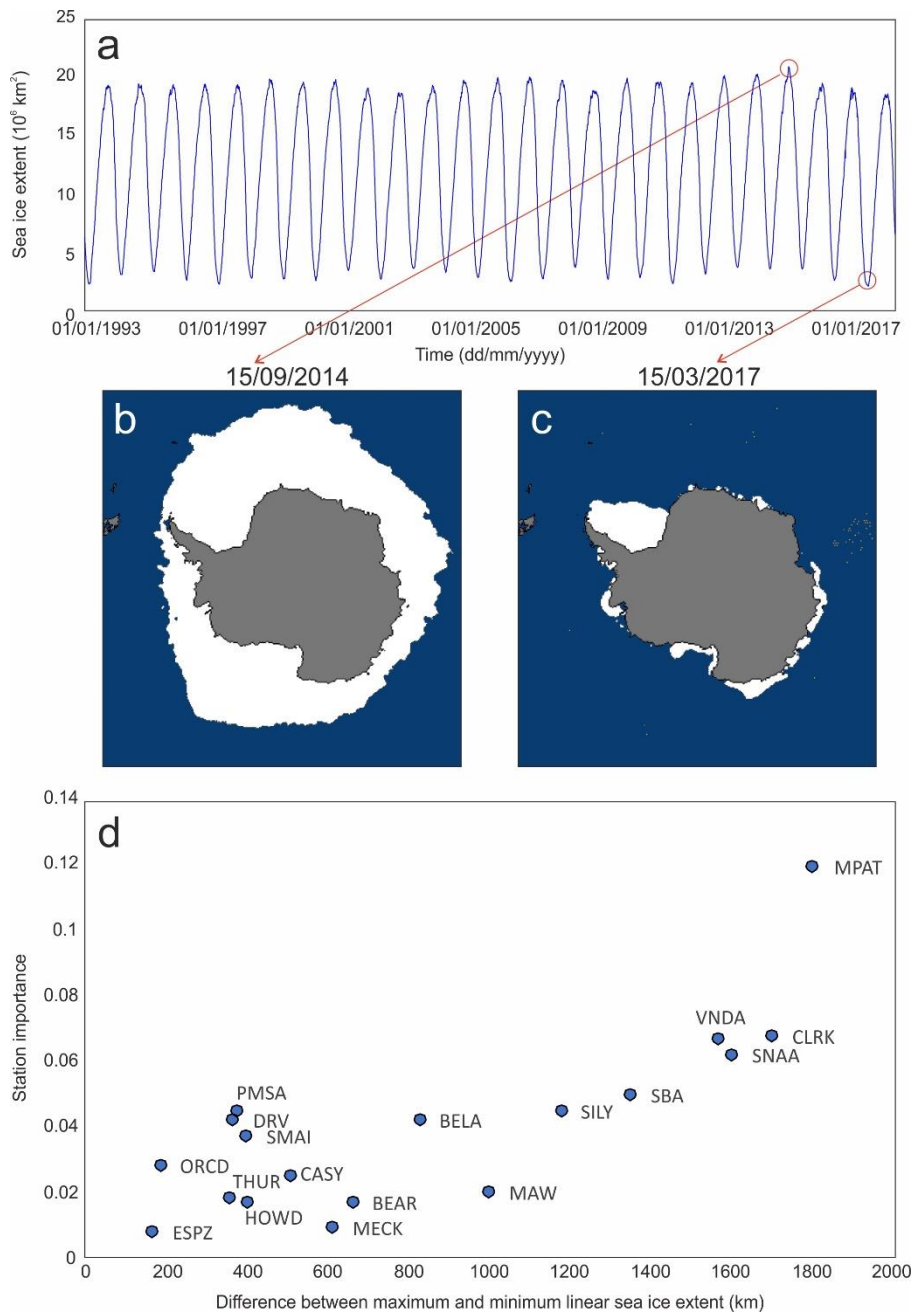 a
25
20
15
10
5
0
Sea ice extent (10⁶ km²)
01/01/1993 01/01/1997 01/01/2001 01/01/2005 01/01/2009 01/01/2013 01/01/2017
Time (dd/mm/yyyy)
15/09/2014 15/03/2017
b c
d
0.14
0.12
0.1
0.08
0.06
0.04
0.02
0
Station importance
MPAT
VNDA
CLRK
SNAA
SBA
PMSA
SILY
DRV
BELA
SMAI
ORCD
CASY
THUR
MAW
BEAR
HOWD
MECK
ESPZ
0 200 400 600 800 1000 1200 1400 1600 1800 2000
Difference between maximum and minimum linear sea ice extent (km)